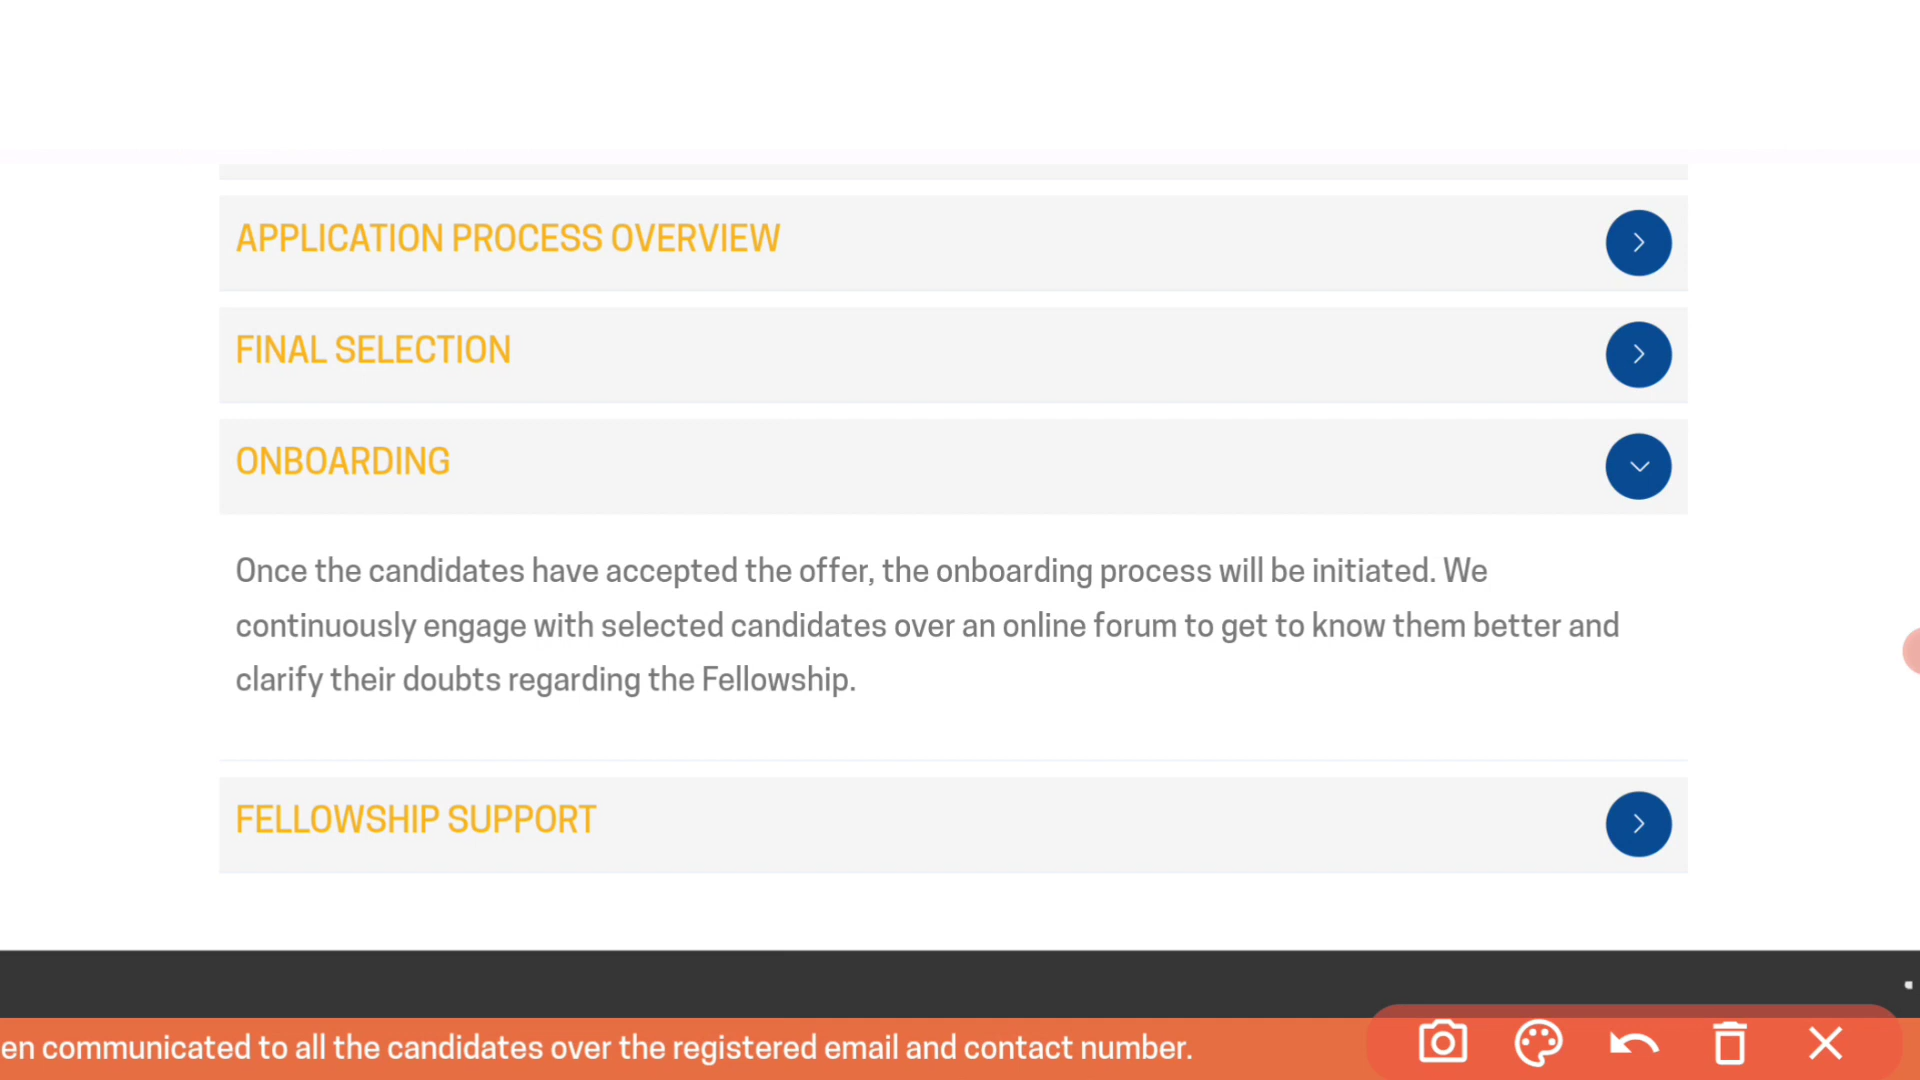 APPLICATION PROCESS OVERVIEW
FINAL SELECTION
ONBOARDING
Once the candidates have accepted the offer, the onboarding process will be initiated. We
continuously engage with selected candidates over an online forum to get to know them better and
clarify their doubts regarding the Fellowship.
FELLOWSHIP SUPPORT
en communicated to all the candidates over the registered email and contact number.